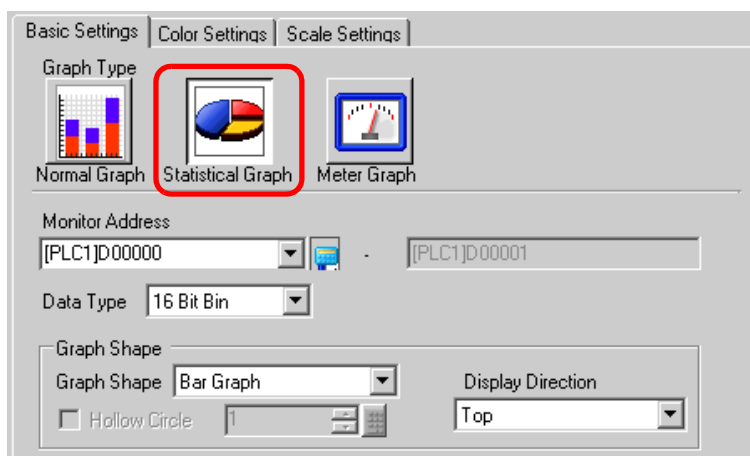 Basic Settings Color Settings Scale Settings
Graph Type
Normal Graph Statistical Graph Meter Graph
Monitor Address
[PLC1]D00000 - [PLC1]D00001
Data Type 16 Bit Bin
Graph Shape
Graph Shape Bar Graph Display Direction
Hollow Circle 1 Top